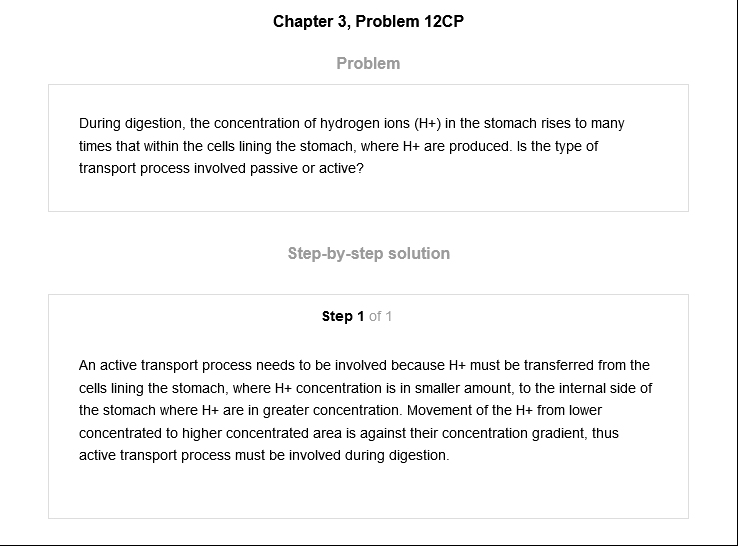 Chapter 3, Problem 12CP
Problem
During digestion, the concentration of hydrogen ions (H+) in the stomach rises to many
times that within the cells lining the stomach, where H+ are produced. Is the type of
transport process involved passive or active?
Step-by-step solution
Step 1 of 1
An active transport process needs to be involved because H+ must be transferred from the
cells lining the stomach, where H+ concentration is in smaller amount, to the internal side of
the stomach where H+ are in greater concentration. Movement of the H+ from lower
concentrated to higher concentrated area is against their concentration gradient, thus
active transport process must be involved during digestion.